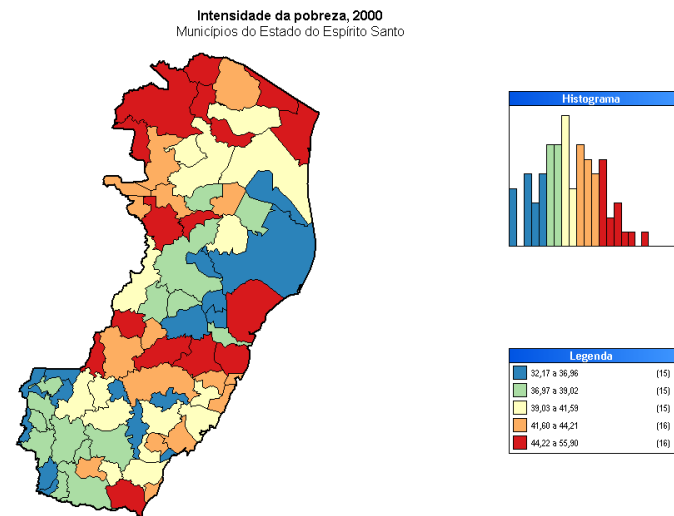 Intensidade da pobreza, 2000
Municípios do Estado do Espírito Santo
Histograma
Legenda
32,17 a 36,96 (15)
36,97 a 39,02 (15)
39,03 a 41,59 (15)
41,60 a 44,21 (16)
44,22 a 55,90 (16)